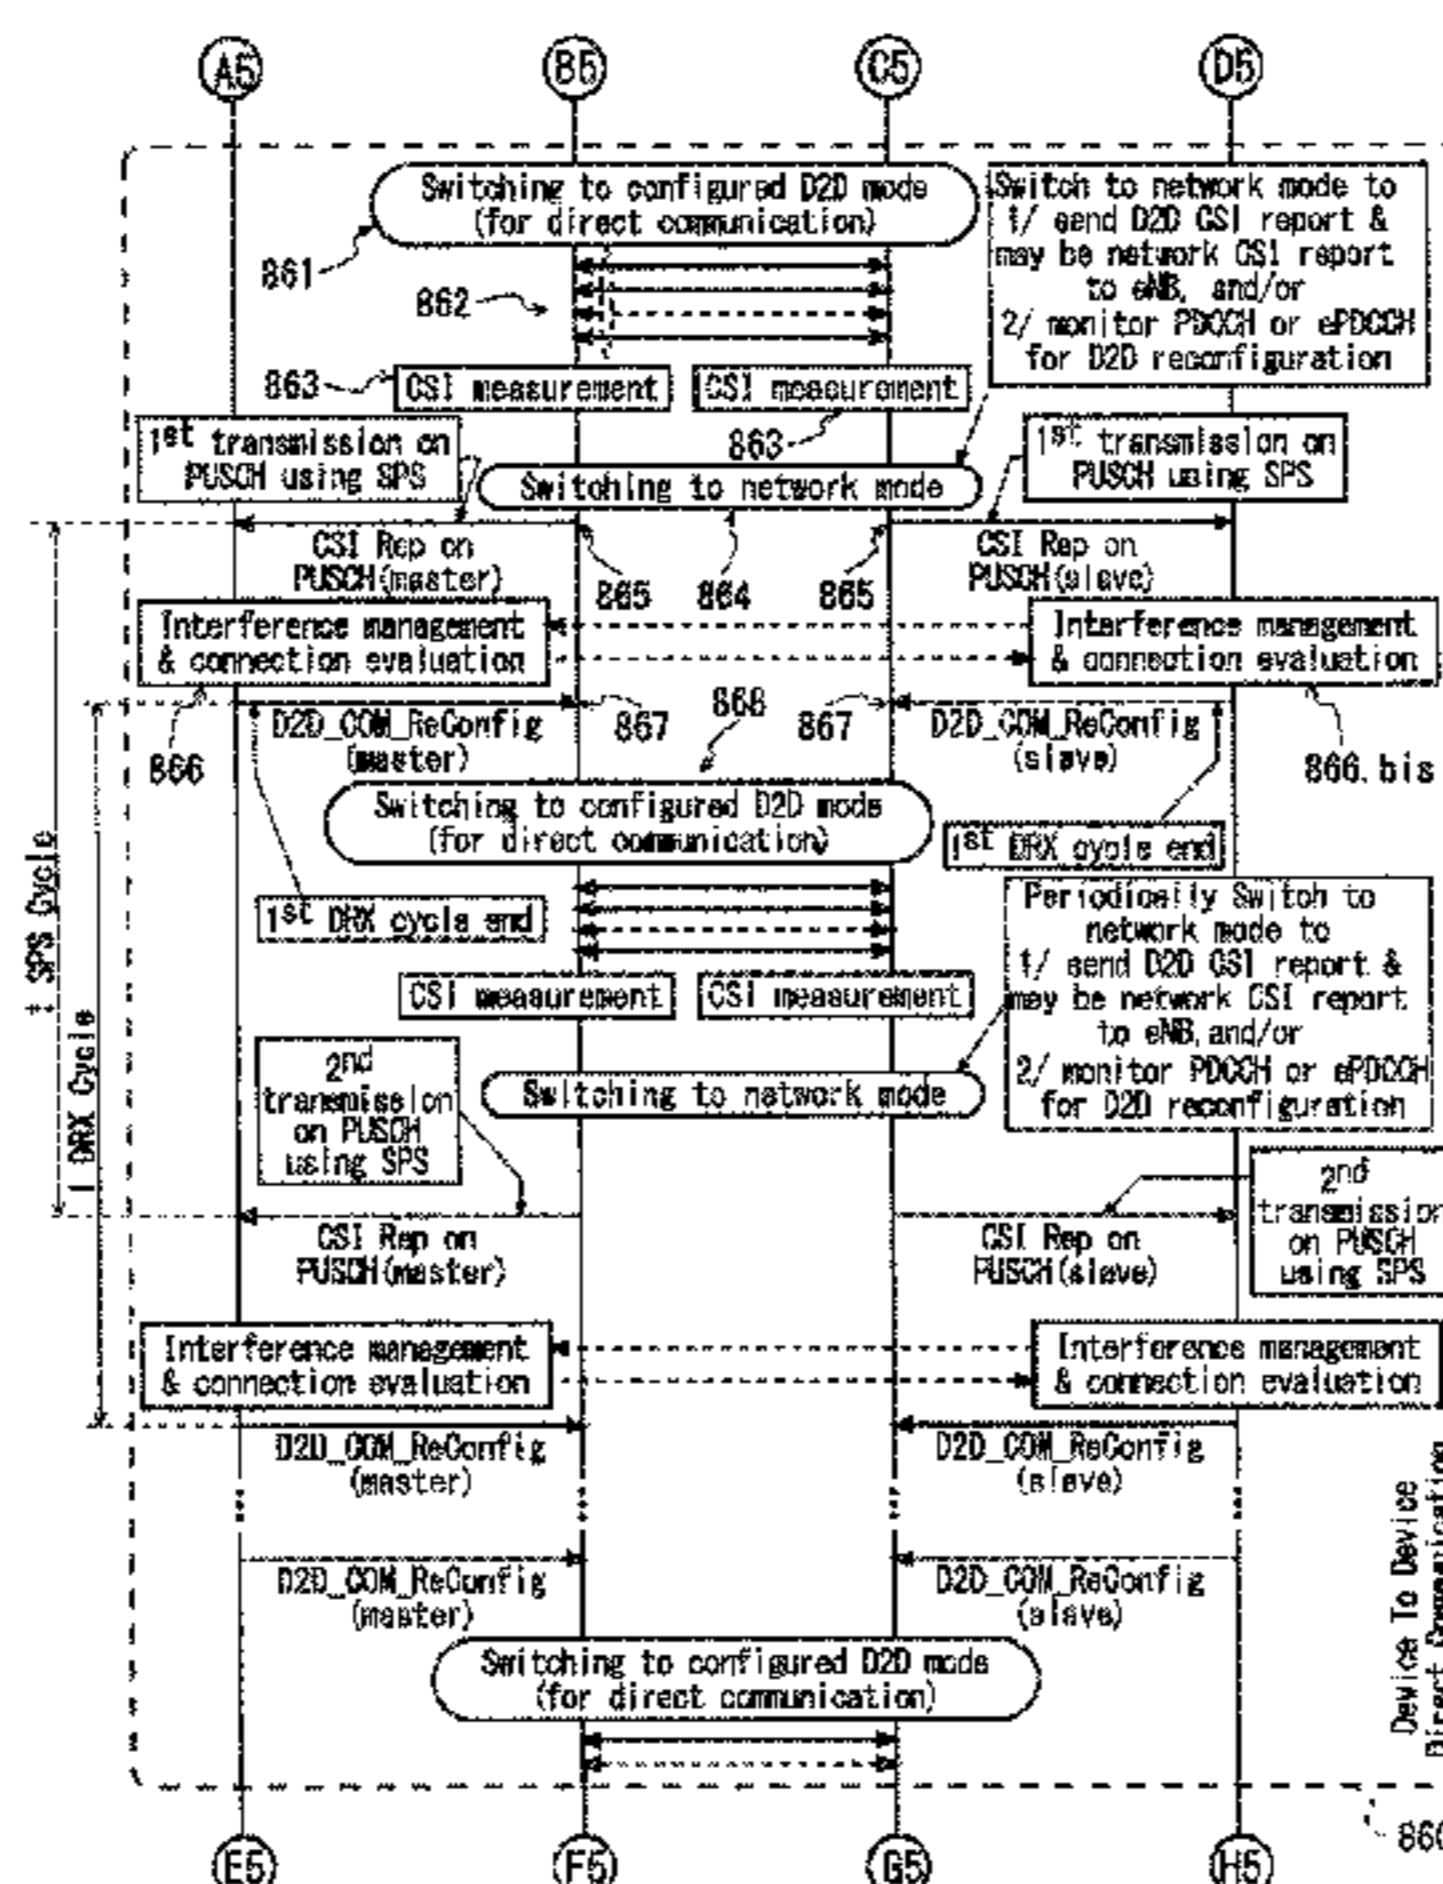 A5
B5
C5
D5
Switching to configured D2D mode
(for direct communication)
Switch to network mode to
1/ send D2D CSI report &
may be network CSI report
to eNB, and/or
2/ monitor PDCCH or ePDCCH
for D2D reconfiguration
861
862
863
CSI measurement
CSI measurement
863
1st transmission on
PUSCH using SPS
1st transmission on
PUSCH using SPS
Switching to network mode
CSI Rep on
PUSCH(master)
865
864
865
CSI Rep on
PUSCH(slave)
Interference management
& connection evaluation
Interference management
& connection evaluation
866
D2D_COM_ReConfig
(master)
867
868
867
D2D_COM_ReConfig
(slave)
866.bis
Switching to configured D2D mode
(for direct communication)
1st DRX cycle end
1st DRX cycle end
‡ SPS Cycle
1 DRX Cycle
Periodically Switch to
network mode to
1/ send D2D CSI report &
may be network CSI report
to eNB, and/or
2/ monitor PDCCH or ePDCCH
for D2D reconfiguration
CSI measurement
CSI measurement
2nd
transmission
on PUSCH
using SPS
Switching to network mode
2nd
transmission
on PUSCH
using SPS
CSI Rep on
PUSCH(master)
CSI Rep on
PUSCH(slave)
Interference management
& connection evaluation
Interference management
& connection evaluation
D2D_COM_ReConfig
(master)
D2D_COM_ReConfig
(slave)
D2D_COM_ReConfig
(master)
D2D_COM_ReConfig
(slave)
Device To Device
Direct Communication
Switching to configured D2D mode
(for direct communication)
860
E5
F5
G5
H5